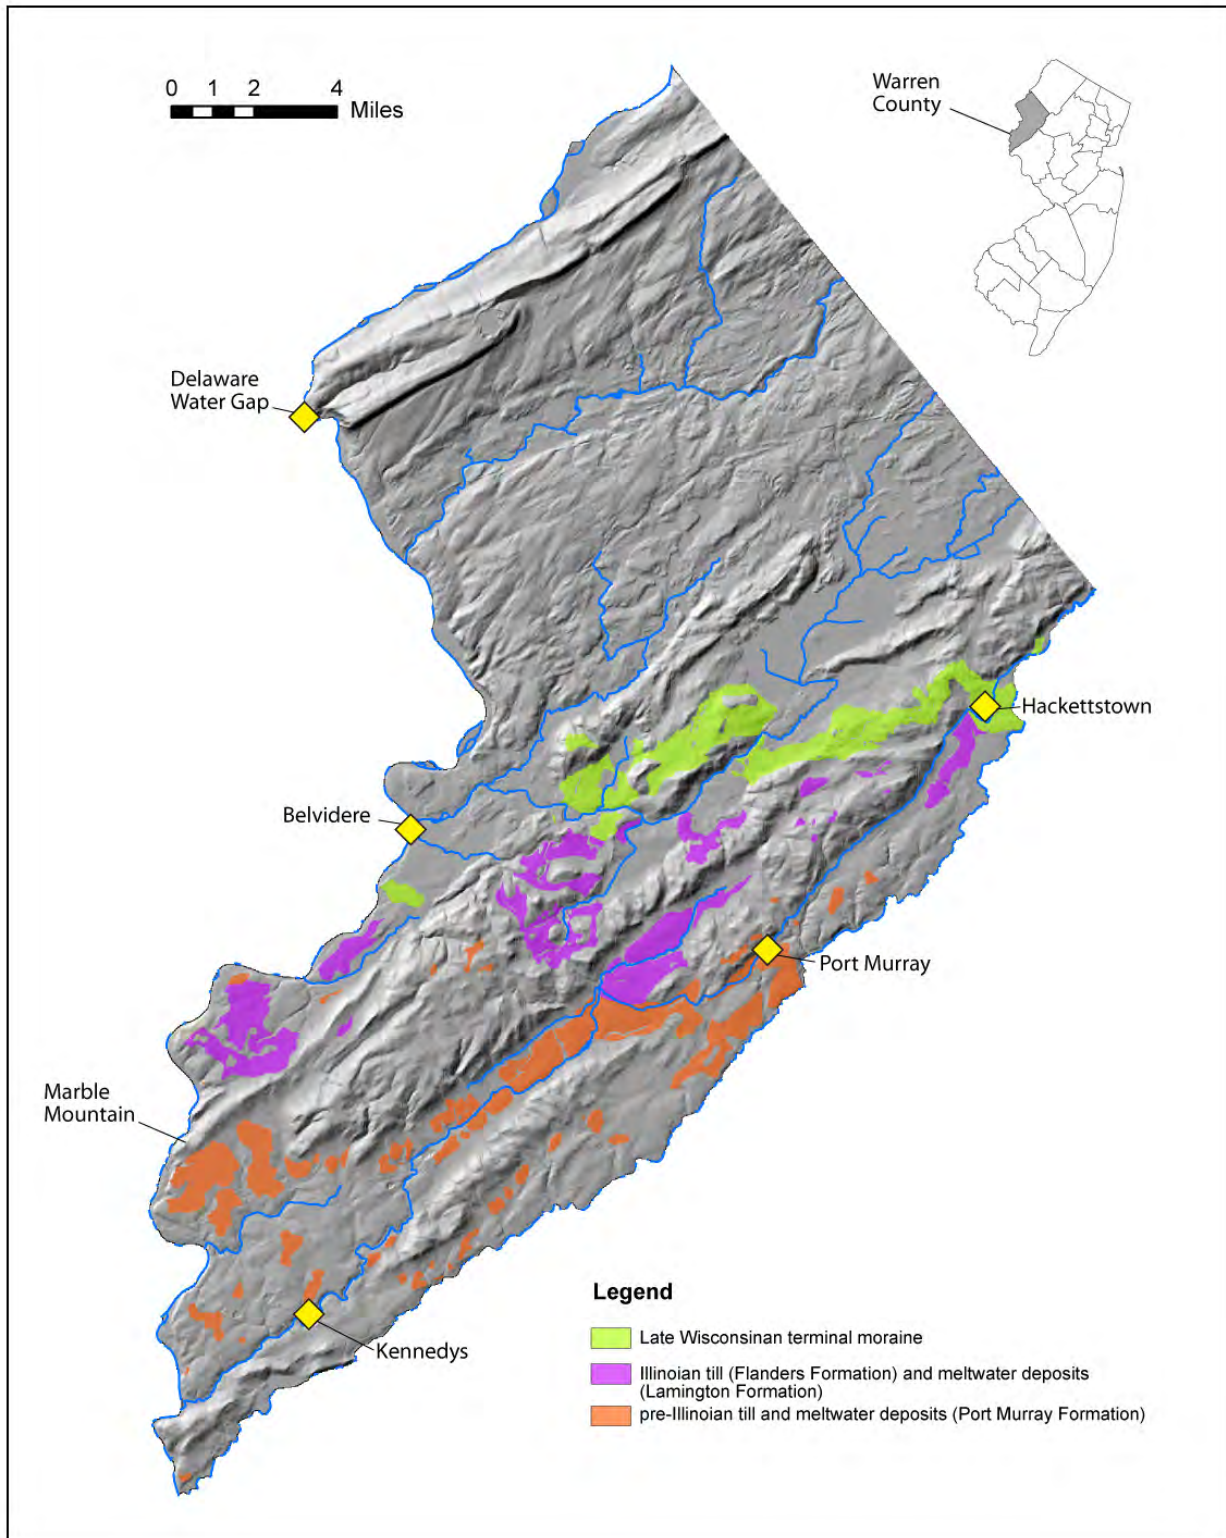 0 1 2 4
Miles
Warren
County
Delaware
Water Gap
Hackettstown
Belvidere
Port Murray
Marble
Mountain
Kennedys
Legend
Late Wisconsinan terminal moraine
Illinoian till (Flanders Formation) and meltwater deposits
(Lamington Formation)
pre-Illinoian till and meltwater deposits (Port Murray Formation)